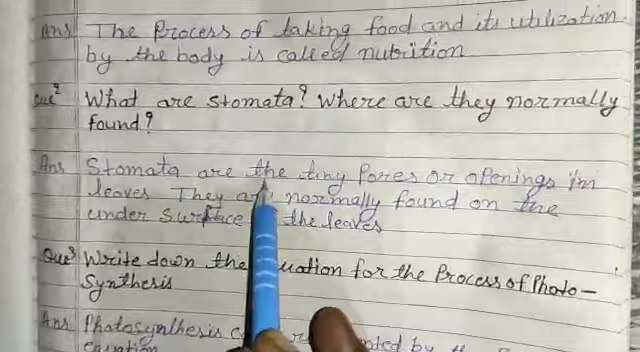 Ans The Process of taking food and its utilization
by the body is called nutrition
Que² What are stomata? Where are they normally
found?
Ans Stomata are the tiny Pores or openings in
leaves They normally found on the
under Surface the leaves
Que³ Write down the for the Process of Photo-
Synthesis
Ans Photosynthesis by